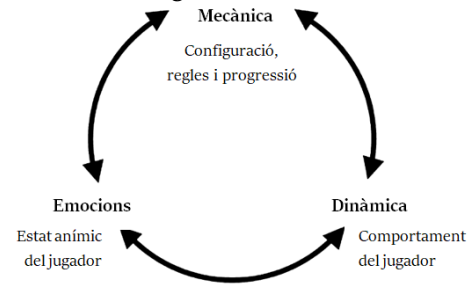 Mecànica
Configuració,
regles i progressió
Emocions
Estat anímic
del jugador
Dinàmica
Comportament
del jugador